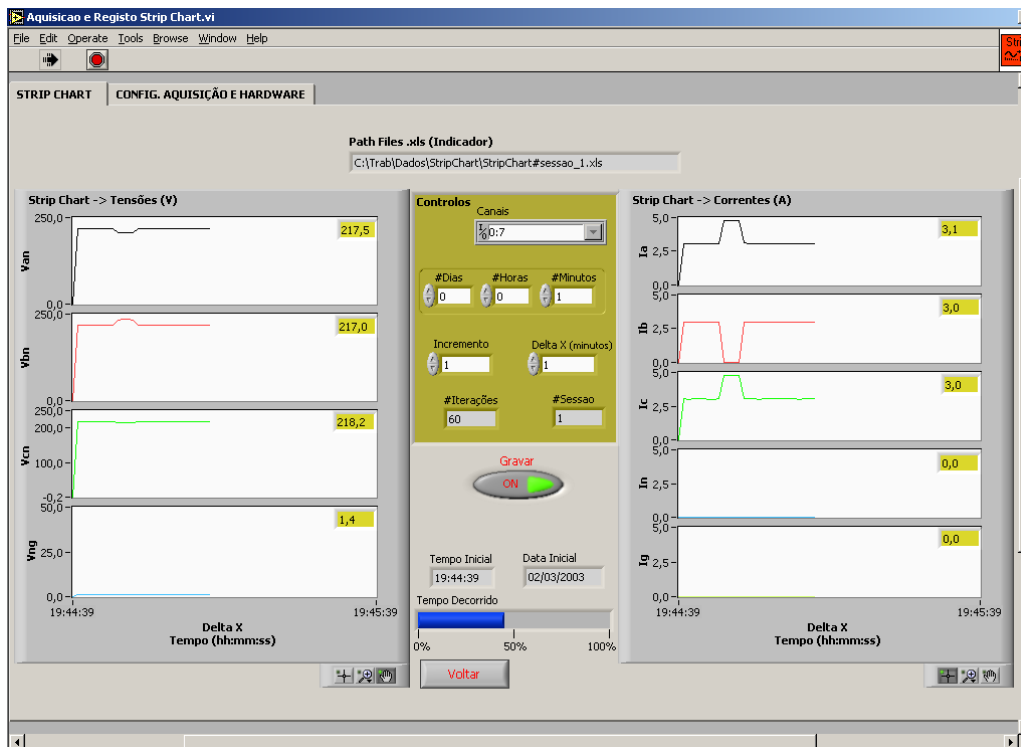 Aquisicao e Registo Strip Chart.vi
File Edit Operate Tools Browse Window Help
Stri
STRIP CHART CONFIG. AQUISIÇÃO E HARDWARE
Path Files .xls (Indicador)
C:\Trab\Dados\StripChart\StripChart#sessao_1.xls
Strip Chart -> Tensões (V)
250,0
Van
217,5
0,0
250,0
Vbn
217,0
0,0
250,0
200,0
Vcn
218,2
100,0
-0,2
50,0
Vng
1,4
25,0
0,0
19:44:39 19:45:39
Delta X
Tempo (hh:mm:ss)
Controlos
Canais
I/O 0:7
#Dias #Horas #Minutos
0 0 1
Incremento Delta X (minutos)
1 1
#Iterações #Sessao
60 1
Gravar
ON
Tempo Inicial Data Inicial
19:44:39 02/03/2003
Tempo Decorrido
0% 50% 100%
Voltar
Strip Chart -> Correntes (A)
5,0
Ia
3,1
2,5
0,0
5,0
Ib
3,0
2,5
0,0
5,0
Ic
3,0
2,5
0,0
5,0
In
0,0
2,5
0,0
5,0
Ig
0,0
2,5
0,0
19:44:39 19:45:39
Delta X
Tempo (hh:mm:ss)